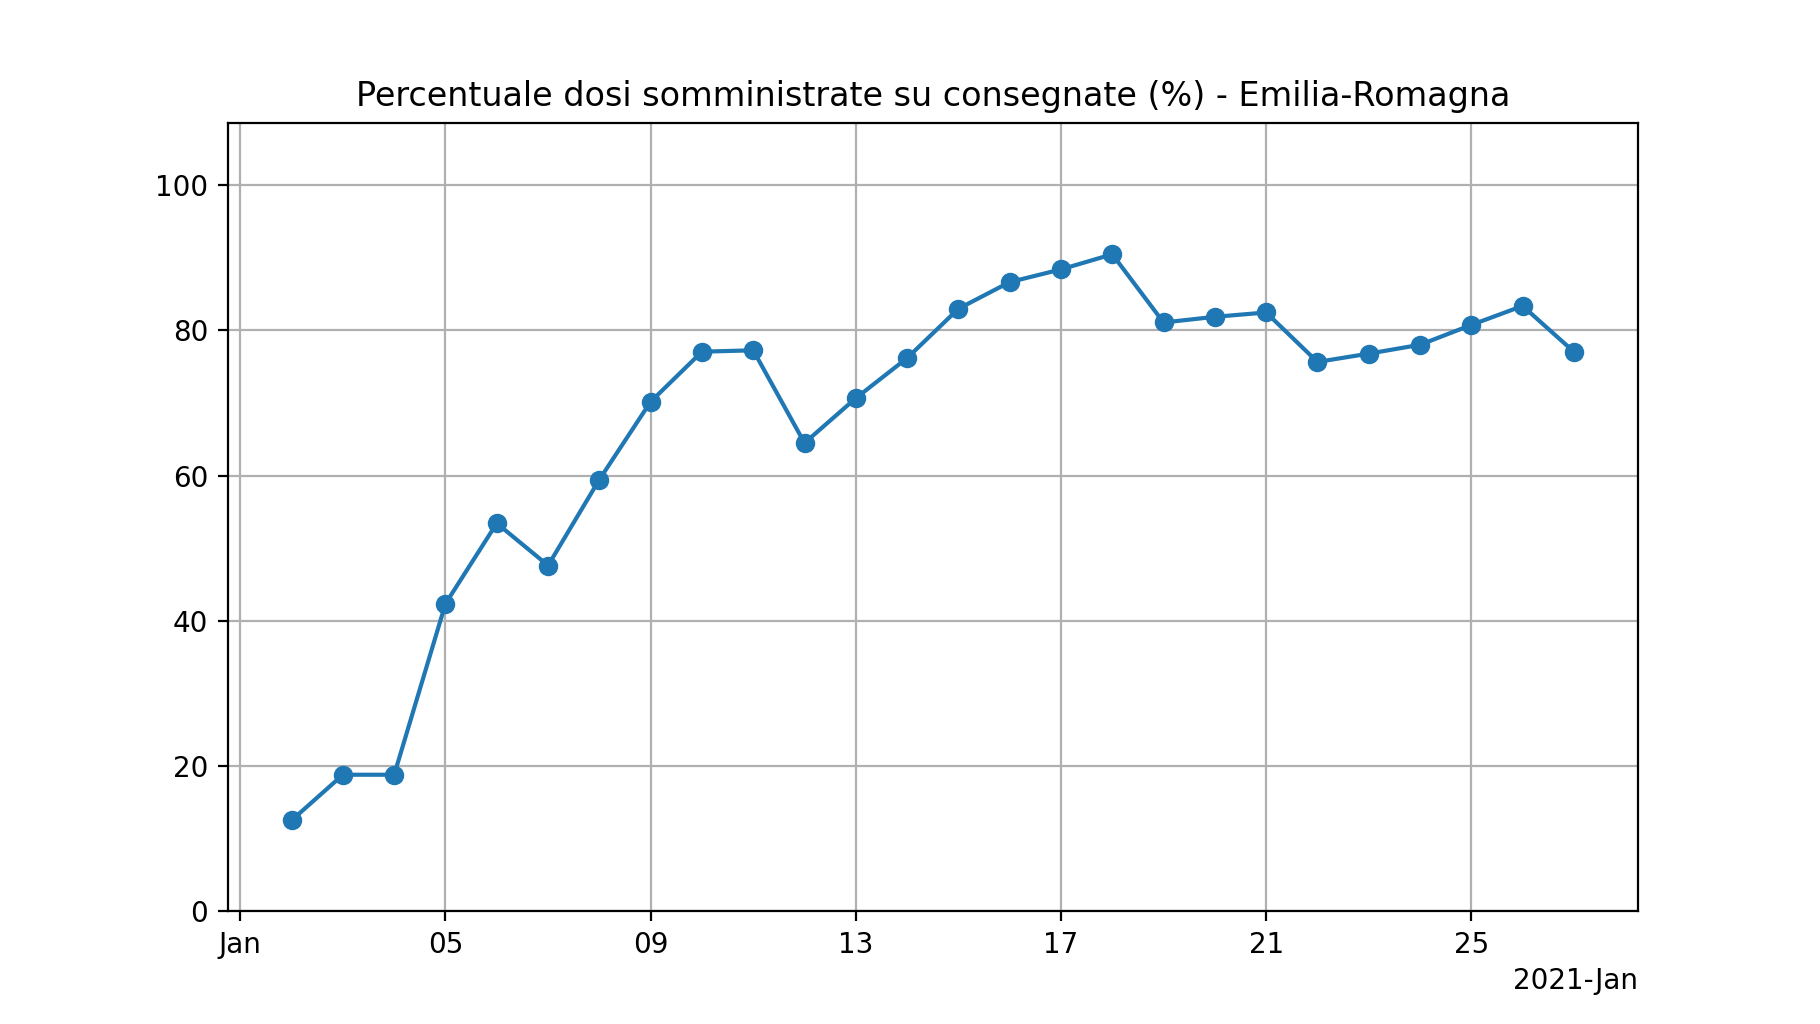 Percentuale dosi somministrate su consegnate (%) - Emilia-Romagna
100
80
60
40
20
0
Jan 05 09 13 17 21 25
2021-Jan